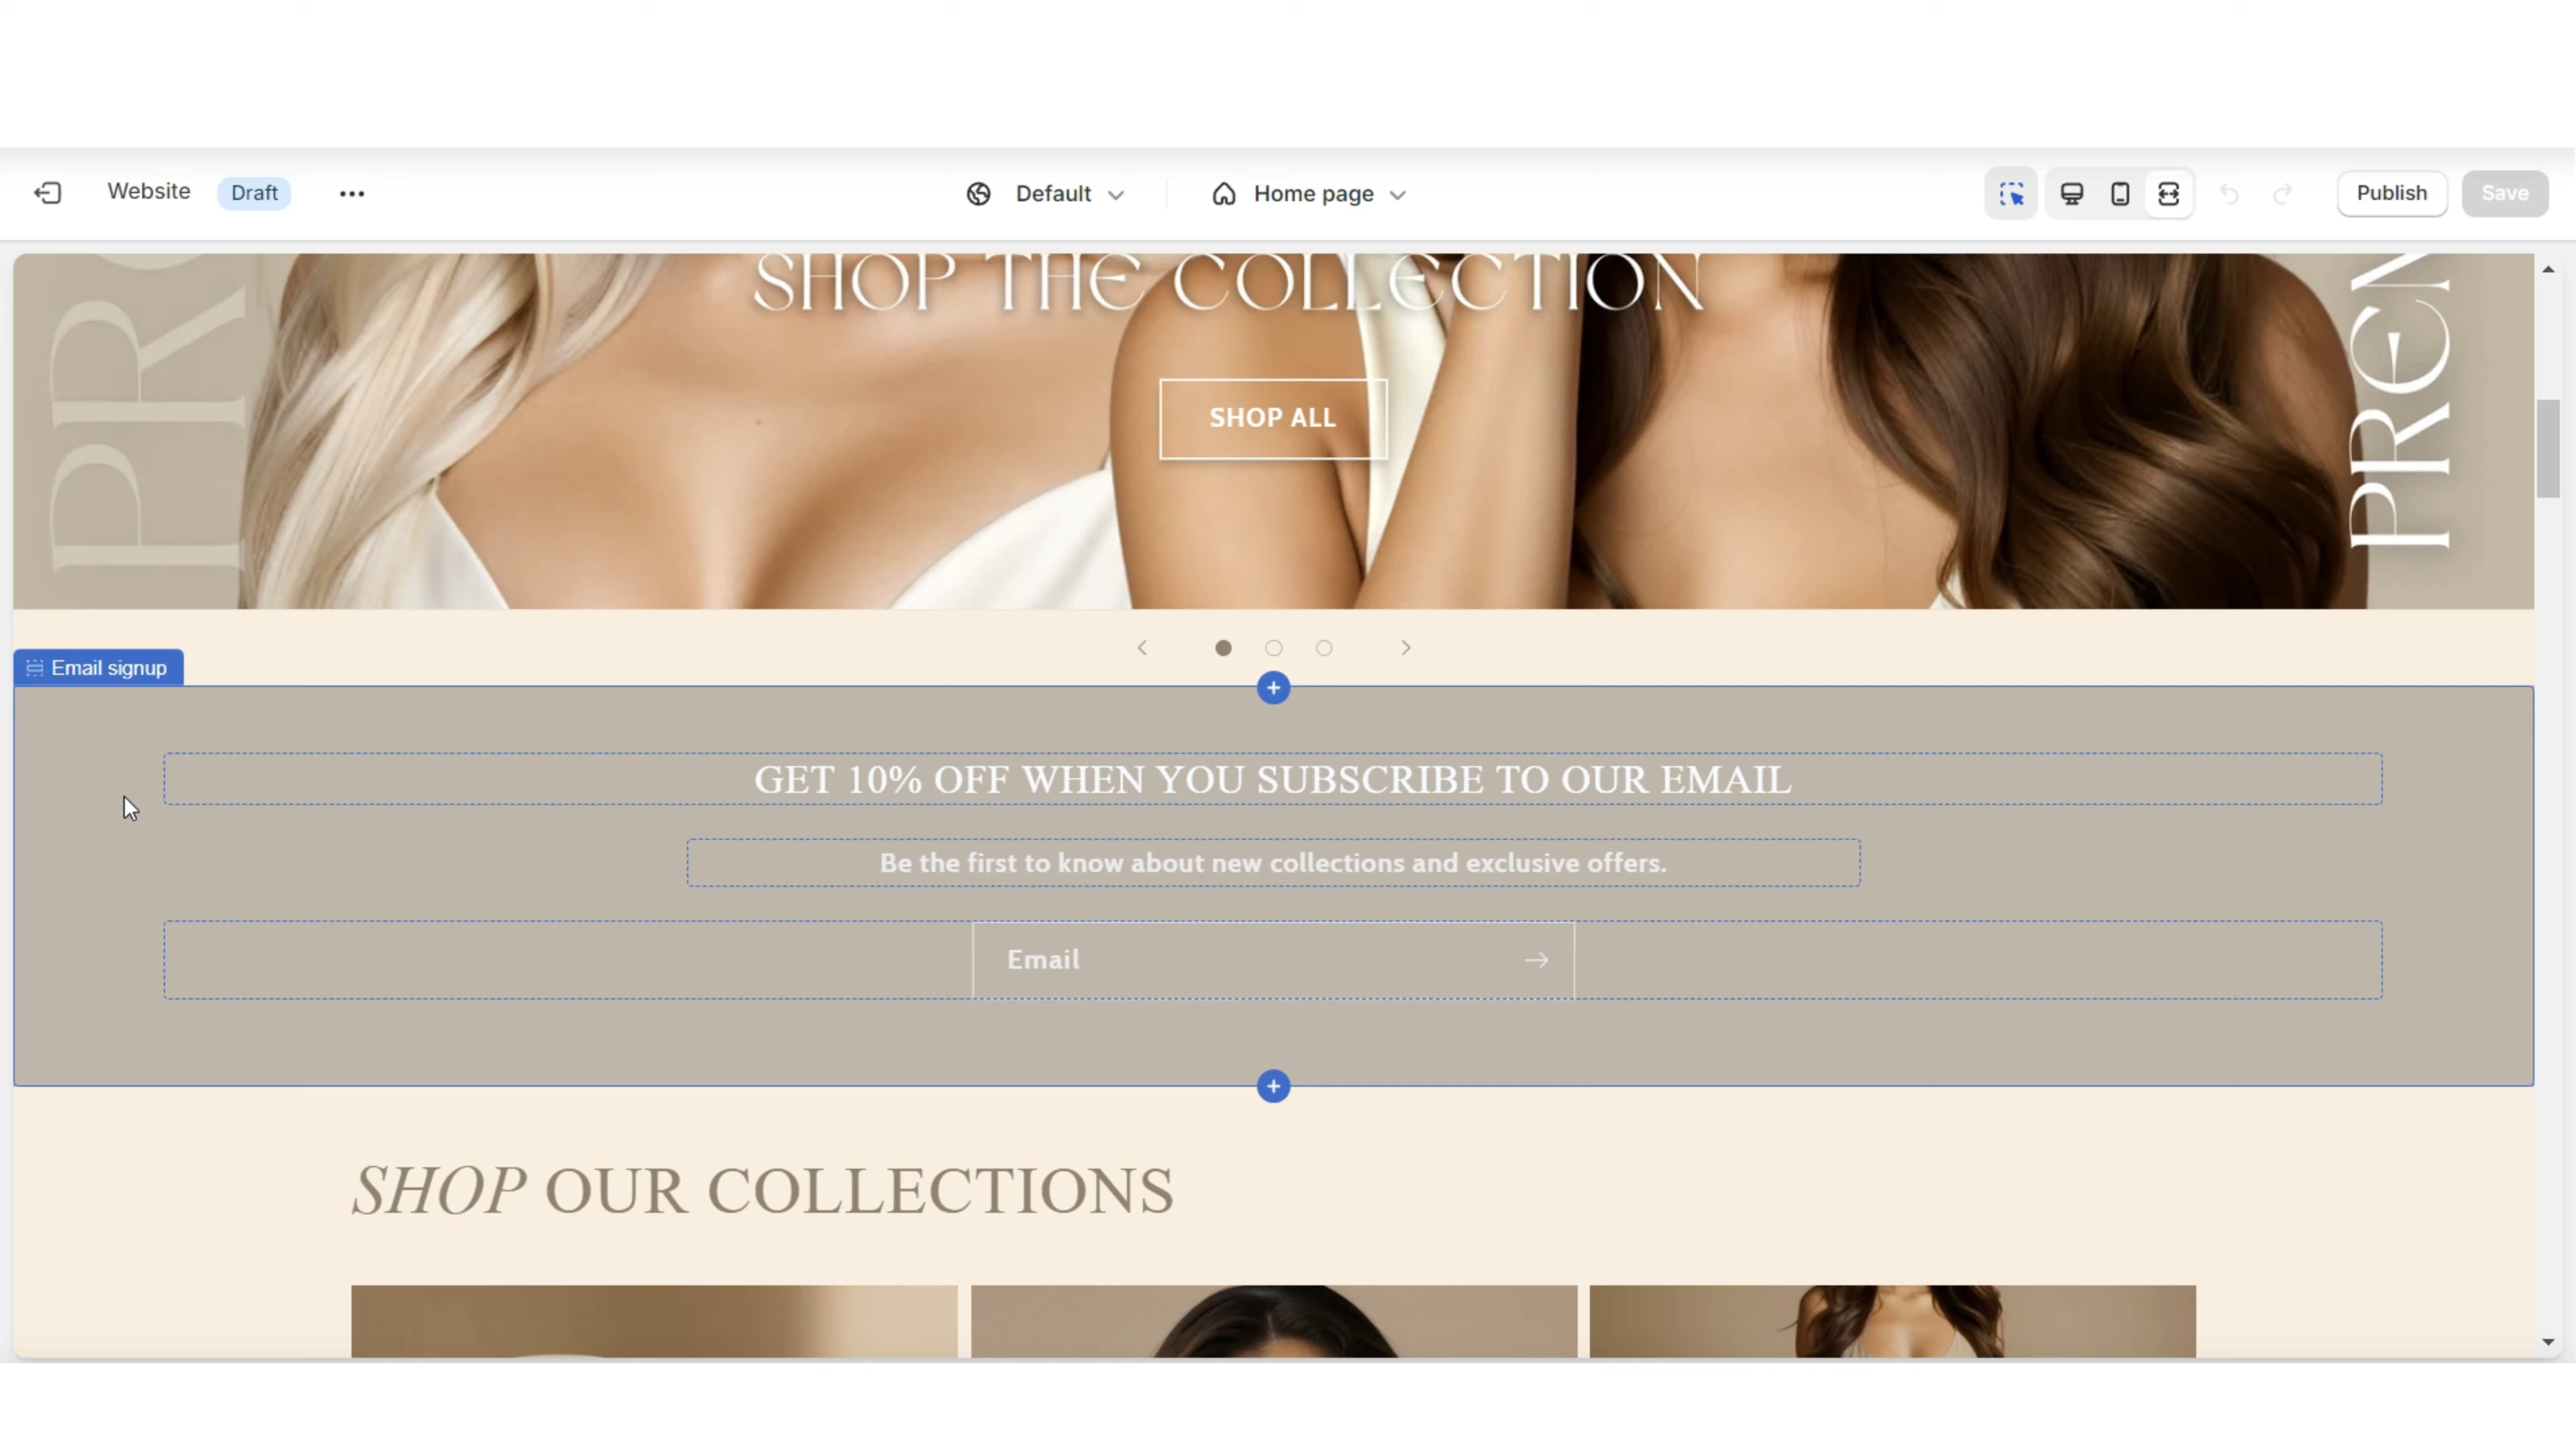 Website Draft ••• Default Home page Publish Save
SHOP THE COLLECTION
SHOP ALL
Email signup
GET 10% OFF WHEN YOU SUBSCRIBE TO OUR EMAIL
Be the first to know about new collections and exclusive offers.
Email
SHOP OUR COLLECTIONS